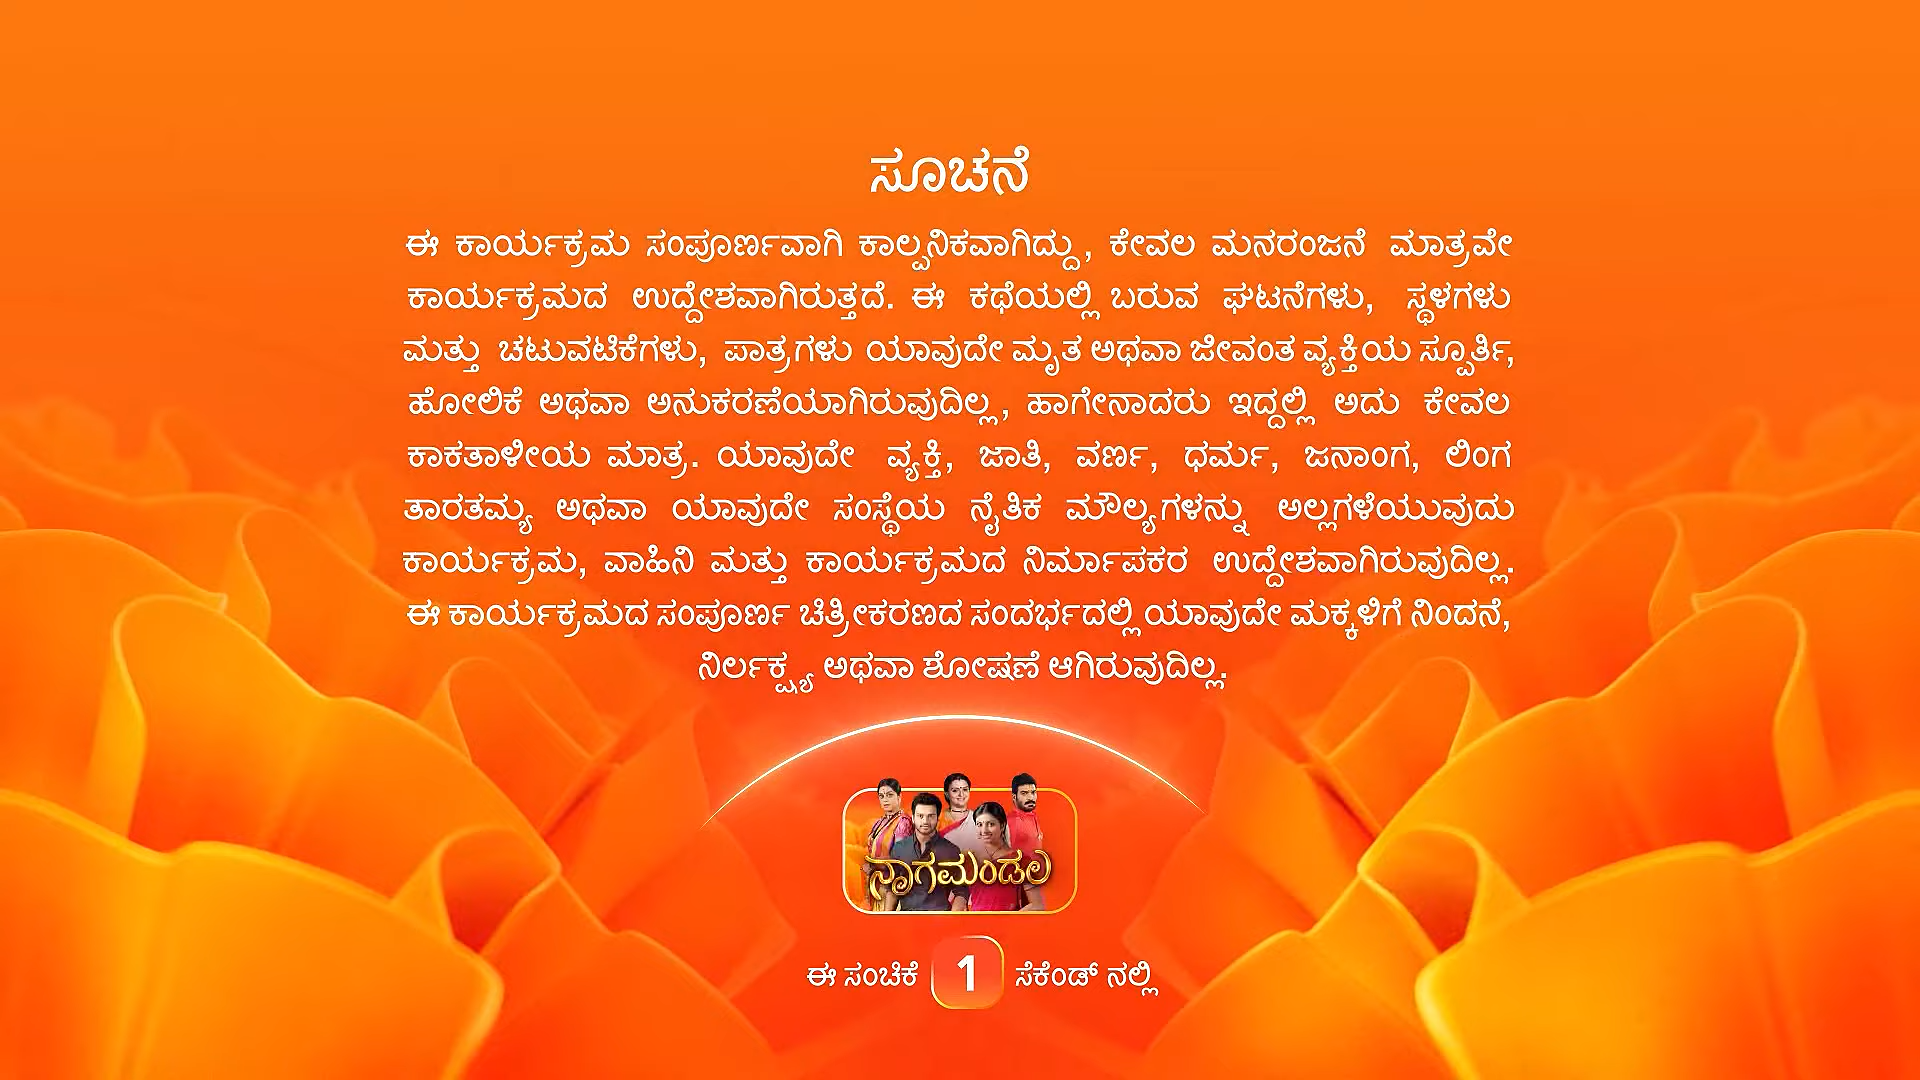 ಸೂಚನೆ
ಈ ಕಾರ್ಯಕ್ರಮ ಸಂಪೂರ್ಣವಾಗಿ ಕಾಲ್ಪನಿಕವಾಗಿದ್ದು, ಕೇವಲ ಮನರಂಜನೆ ಮಾತ್ರವೇ
ಕಾರ್ಯಕ್ರಮದ ಉದ್ದೇಶವಾಗಿರುತ್ತದೆ. ಈ ಕಥೆಯಲ್ಲಿ ಬರುವ ಘಟನೆಗಳು, ಸ್ಥಳಗಳು
ಮತ್ತು ಚಟುವಟಿಕೆಗಳು, ಪಾತ್ರಗಳು ಯಾವುದೇ ಮೃತ ಅಥವಾ ಜೀವಂತ ವ್ಯಕ್ತಿಯ ಸ್ಪೂರ್ತಿ,
ಹೋಲಿಕೆ ಅಥವಾ ಅನುಕರಣೆಯಾಗಿರುವುದಿಲ್ಲ, ಹಾಗೇನಾದರು ಇದ್ದಲ್ಲಿ ಅದು ಕೇವಲ
ಕಾಕತಾಳೀಯ ಮಾತ್ರ. ಯಾವುದೇ ವ್ಯಕ್ತಿ, ಜಾತಿ, ವರ್ಣ, ಧರ್ಮ, ಜನಾಂಗ, ಲಿಂಗ
ತಾರತಮ್ಯ ಅಥವಾ ಯಾವುದೇ ಸಂಸ್ಥೆಯ ನೈತಿಕ ಮೌಲ್ಯಗಳನ್ನು ಅಲ್ಲಗಳೆಯುವುದು
ಕಾರ್ಯಕ್ರಮ, ವಾಹಿನಿ ಮತ್ತು ಕಾರ್ಯಕ್ರಮದ ನಿರ್ಮಾಪಕರ ಉದ್ದೇಶವಾಗಿರುವುದಿಲ್ಲ.
ಈ ಕಾರ್ಯಕ್ರಮದ ಸಂಪೂರ್ಣ ಚಿತ್ರೀಕರಣದ ಸಂದರ್ಭದಲ್ಲಿ ಯಾವುದೇ ಮಕ್ಕಳಿಗೆ ನಿಂದನೆ,
ನಿರ್ಲಕ್ಷ್ಯ ಅಥವಾ ಶೋಷಣೆ ಆಗಿರುವುದಿಲ್ಲ.
ನಾಗಮಂಡಲ
ಈ ಸಂಚಿಕೆ 1 ಸೆಕೆಂಡ್ ನಲ್ಲಿ